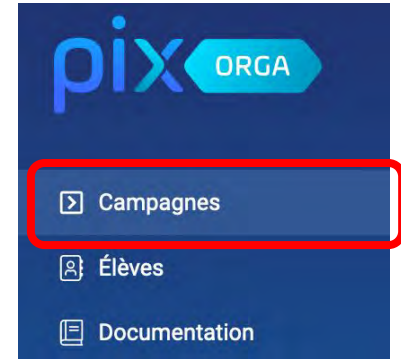 pix ORGA
Campagnes
Élèves
Documentation